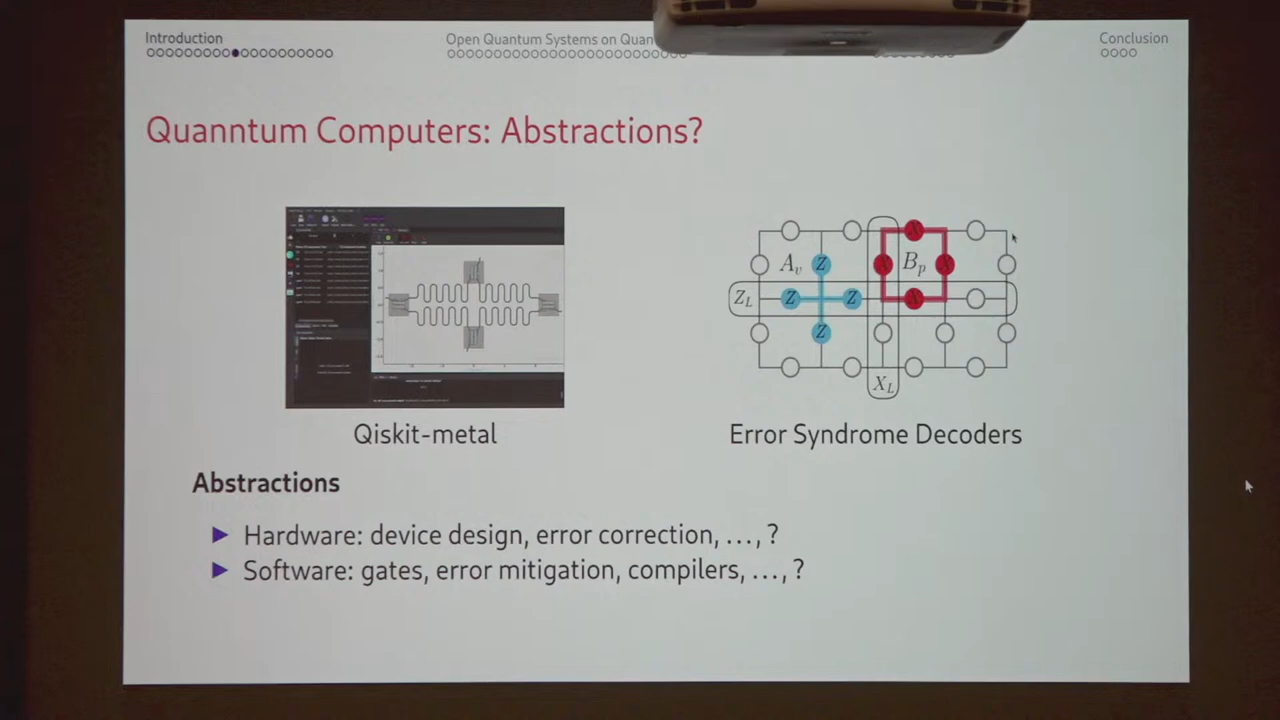 Introduction
Open Quantum Systems on Quan
Conclusion
Quanntum Computers: Abstractions?
A_v Z
X
X B_p X
Z_L Z Z X
Z
X_L
Qiskit-metal
Error Syndrome Decoders
Abstractions
▶ Hardware: device design, error correction, …, ?
▶ Software: gates, error mitigation, compilers, …, ?